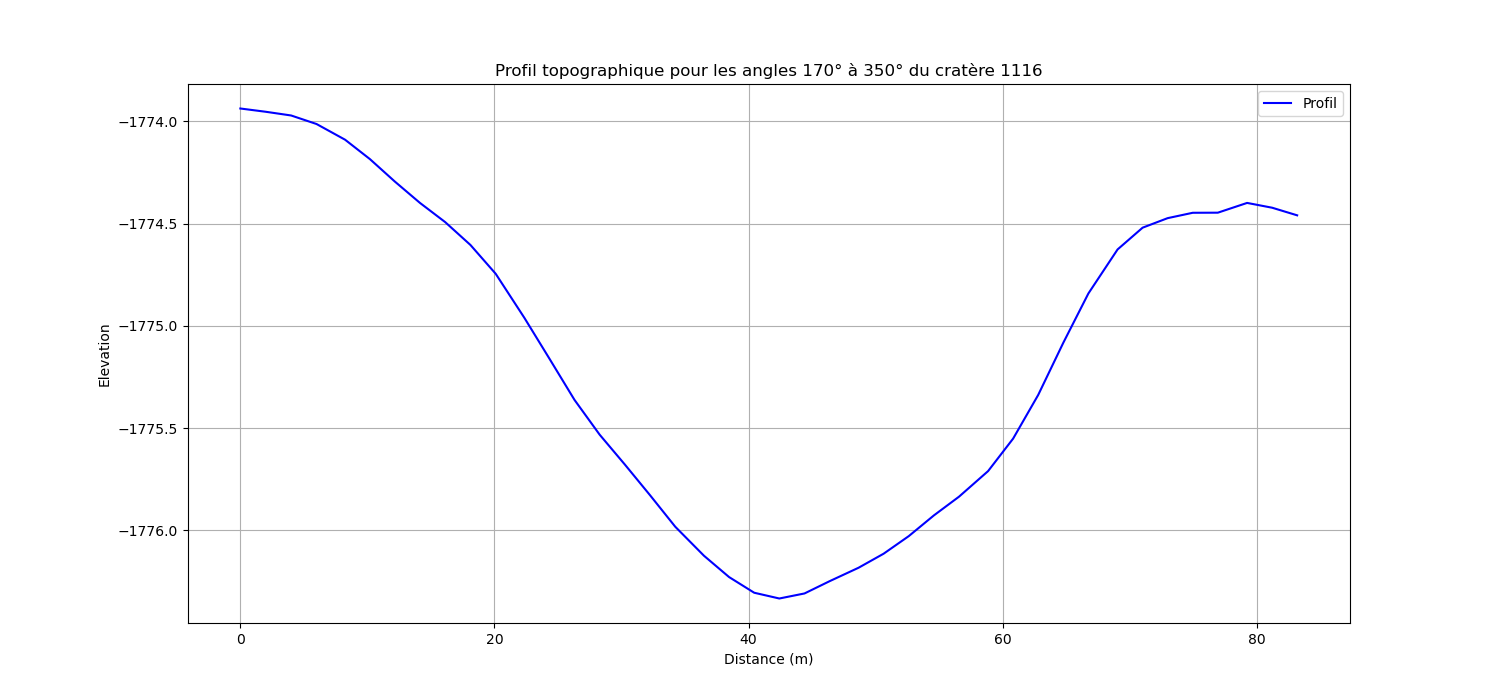 Profil topographique pour les angles 170° à 350° du cratère 1116
Profil
−1774.0
−1774.5
−1775.0
−1775.5
−1776.0
Elevation
0 20 40 60 80
Distance (m)